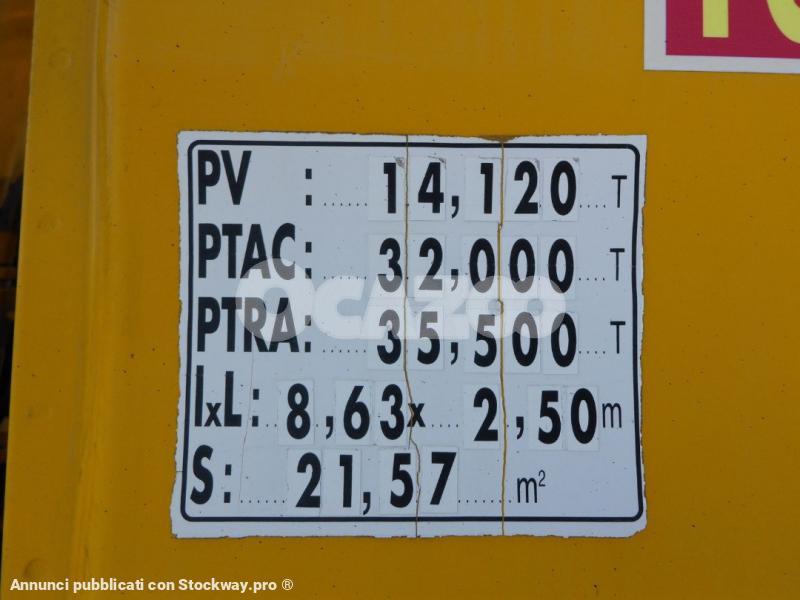 PV : 14,120 T
PTAC: 32,000 T
PTRA: 35,500 T
lxL: 8,63x 2,50m
S: 21,57 m²
OCAZOO
Annunci pubblicati con Stockway.pro ®